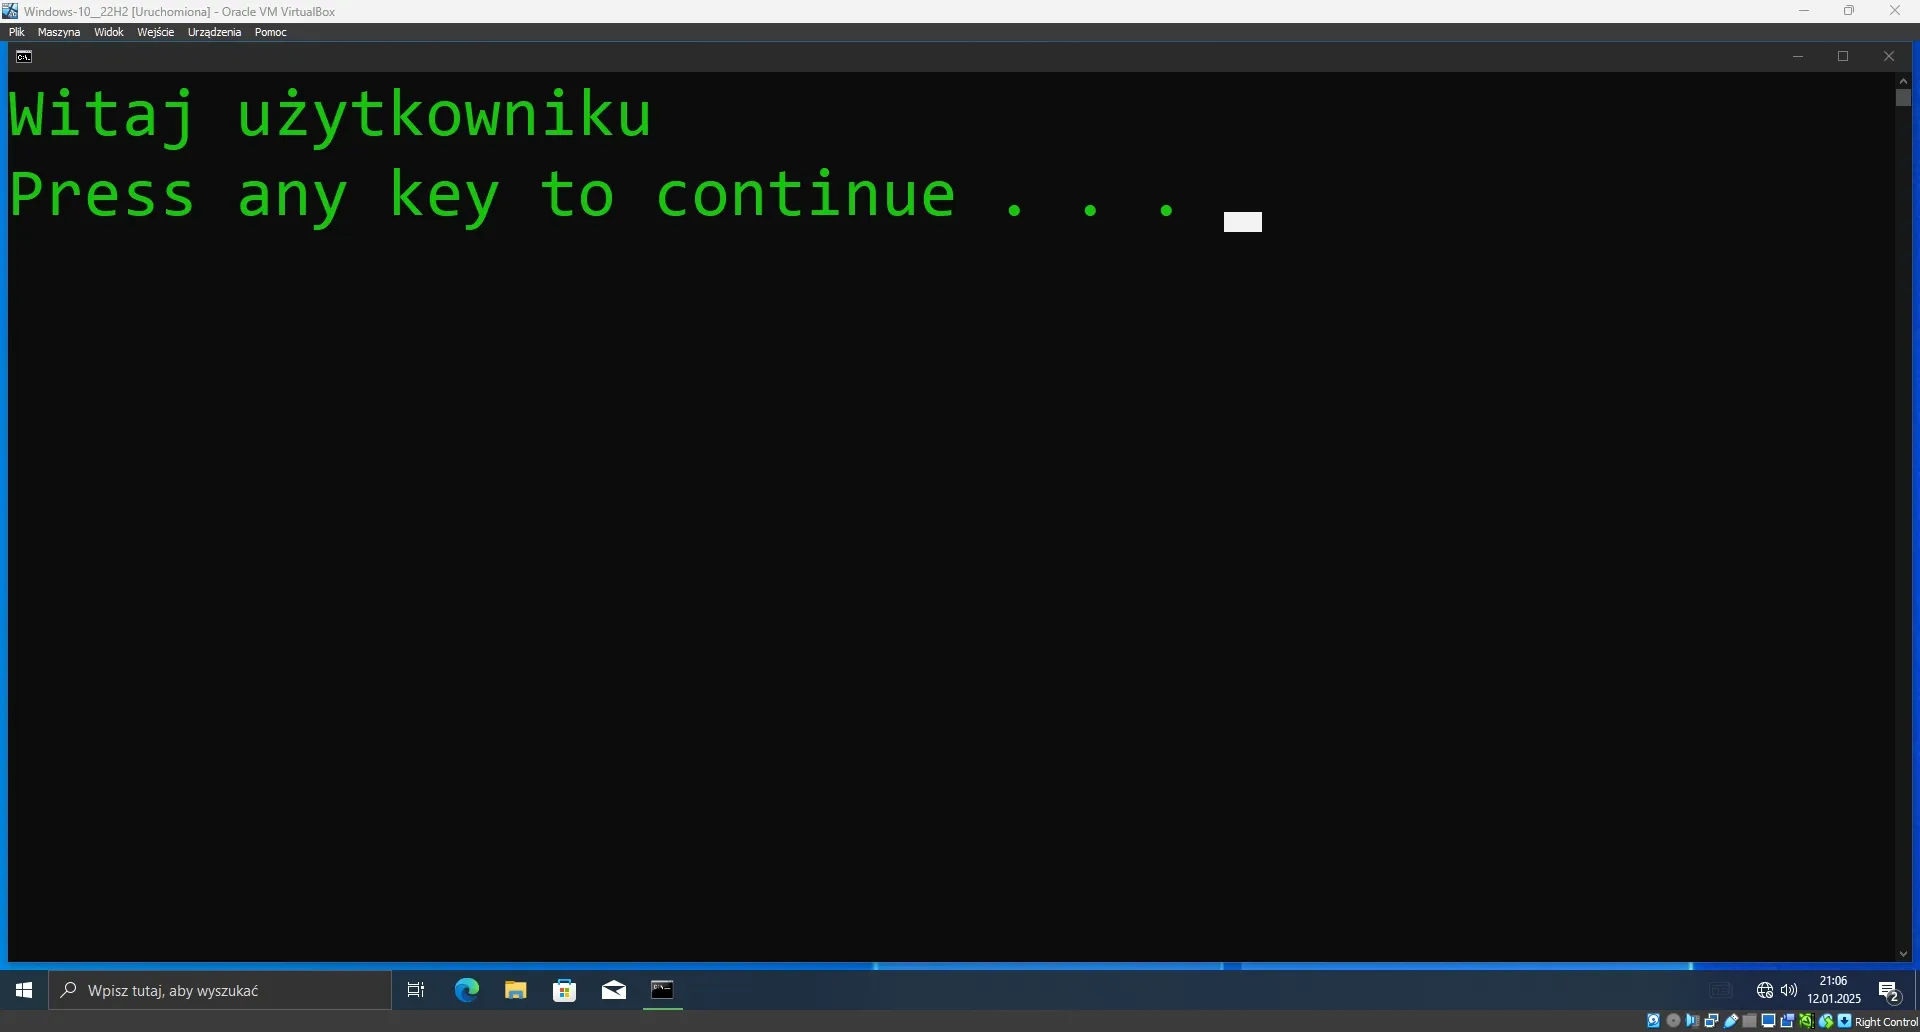 Windows-10__22H2 [Uruchomiona] - Oracle VM VirtualBox
Plik Maszyna Widok Wejście Urządzenia Pomoc
Witaj użytkowniku
Press any key to continue . . .
Wpisz tutaj, aby wyszukać
21:06
12.01.2025
2
Right Control